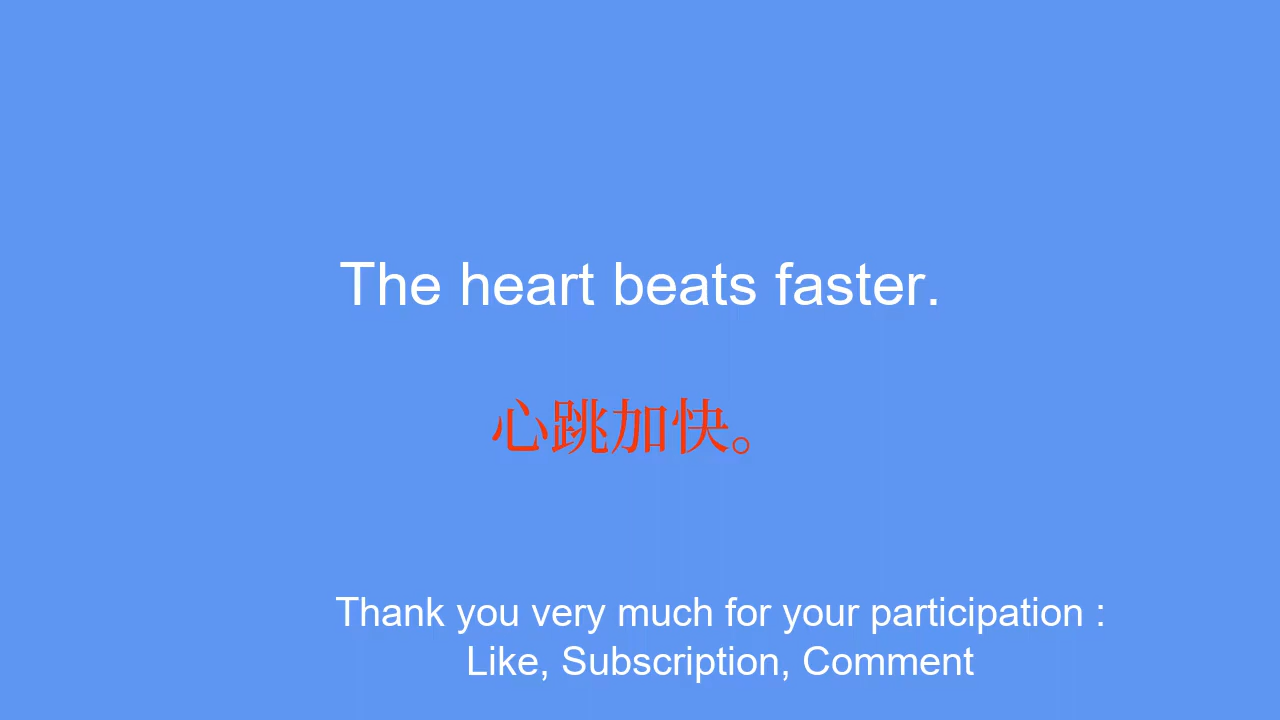 The heart beats faster.
心跳加快。
Thank you very much for your participation :
Like, Subscription, Comment